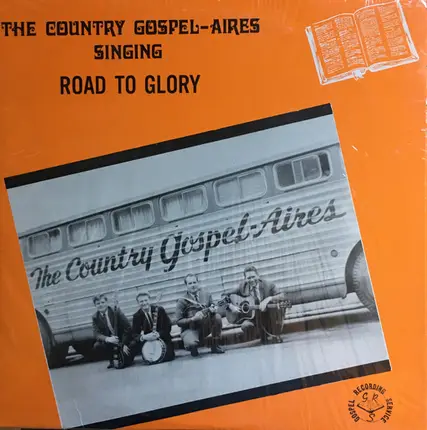 THE COUNTRY GOSPEL-AIRES
SINGING
ROAD TO GLORY
The Country Gospel-Aires
GOSPEL RECORDING SERVICE
G R S